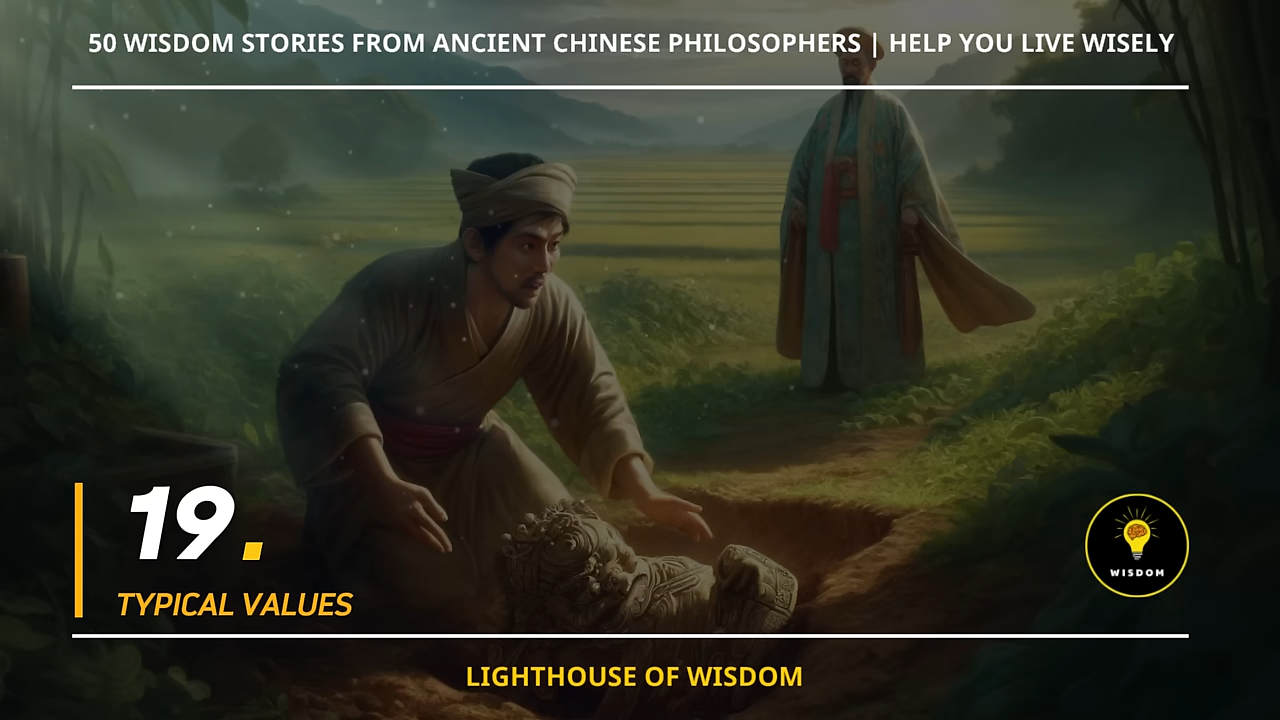 50 WISDOM STORIES FROM ANCIENT CHINESE PHILOSOPHERS | HELP YOU LIVE WISELY
19.
TYPICAL VALUES
WISDOM
LIGHTHOUSE OF WISDOM